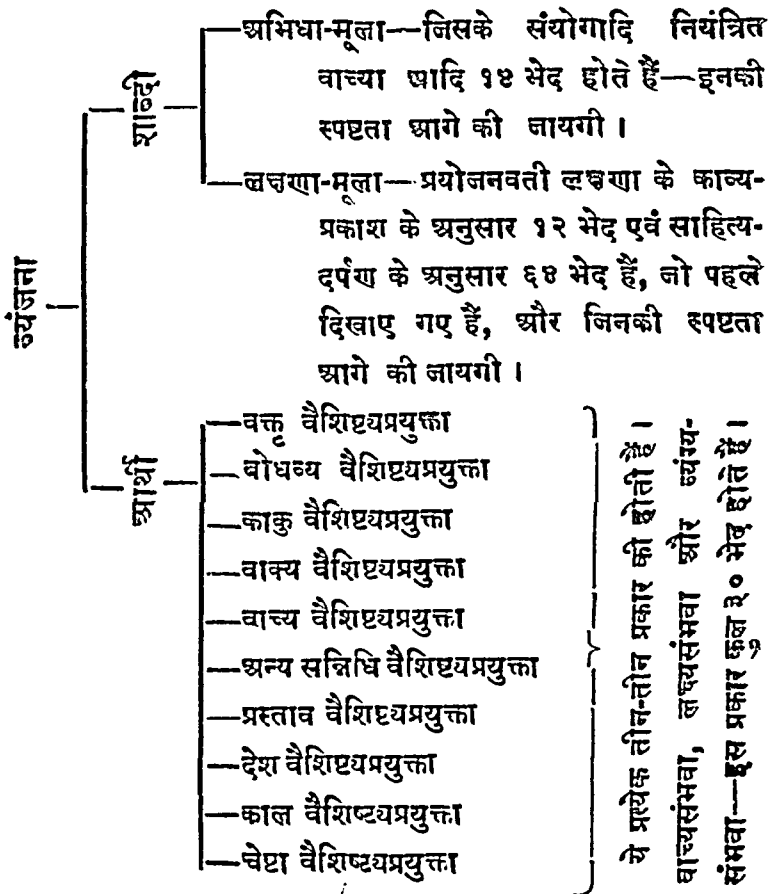 व्यंजना
शाब्दी
अभिधा-मूला—जिसके संयोगादि नियंत्रित
वाच्या आदि १४ भेद होते हैं—इनकी
स्पष्टता आगे की जायगी ।
लक्षणा-मूला—प्रयोजनवती लक्षणा के काव्य-
प्रकाश के अनुसार १२ भेद एवं साहित्य-
दर्पण के अनुसार ६४ भेद हैं, जो पहले
दिखाए गए हैं, और जिनकी स्पष्टता
आगे की जायगी ।
आर्थी
वक्तृ वैशिष्ट्यप्रयुक्ता
वोधव्य वैशिष्ट्यप्रयुक्ता
काकु वैशिष्ट्यप्रयुक्ता
वाक्य वैशिष्ट्यप्रयुक्ता
वाच्य वैशिष्ट्यप्रयुक्ता
अन्य सन्निधि वैशिष्ट्यप्रयुक्ता
प्रस्ताव वैशिष्ट्यप्रयुक्ता
देश वैशिष्ट्यप्रयुक्ता
काल वैशिष्ट्यप्रयुक्ता
चेष्टा वैशिष्ट्यप्रयुक्ता
ये प्रत्येक तीन-तीन प्रकार की होती हैं ।
वाच्यसंभवा, लक्ष्यसंभवा और व्यंग्य-
संभवा—इस प्रकार कुल ३० भेद होते हैं ।